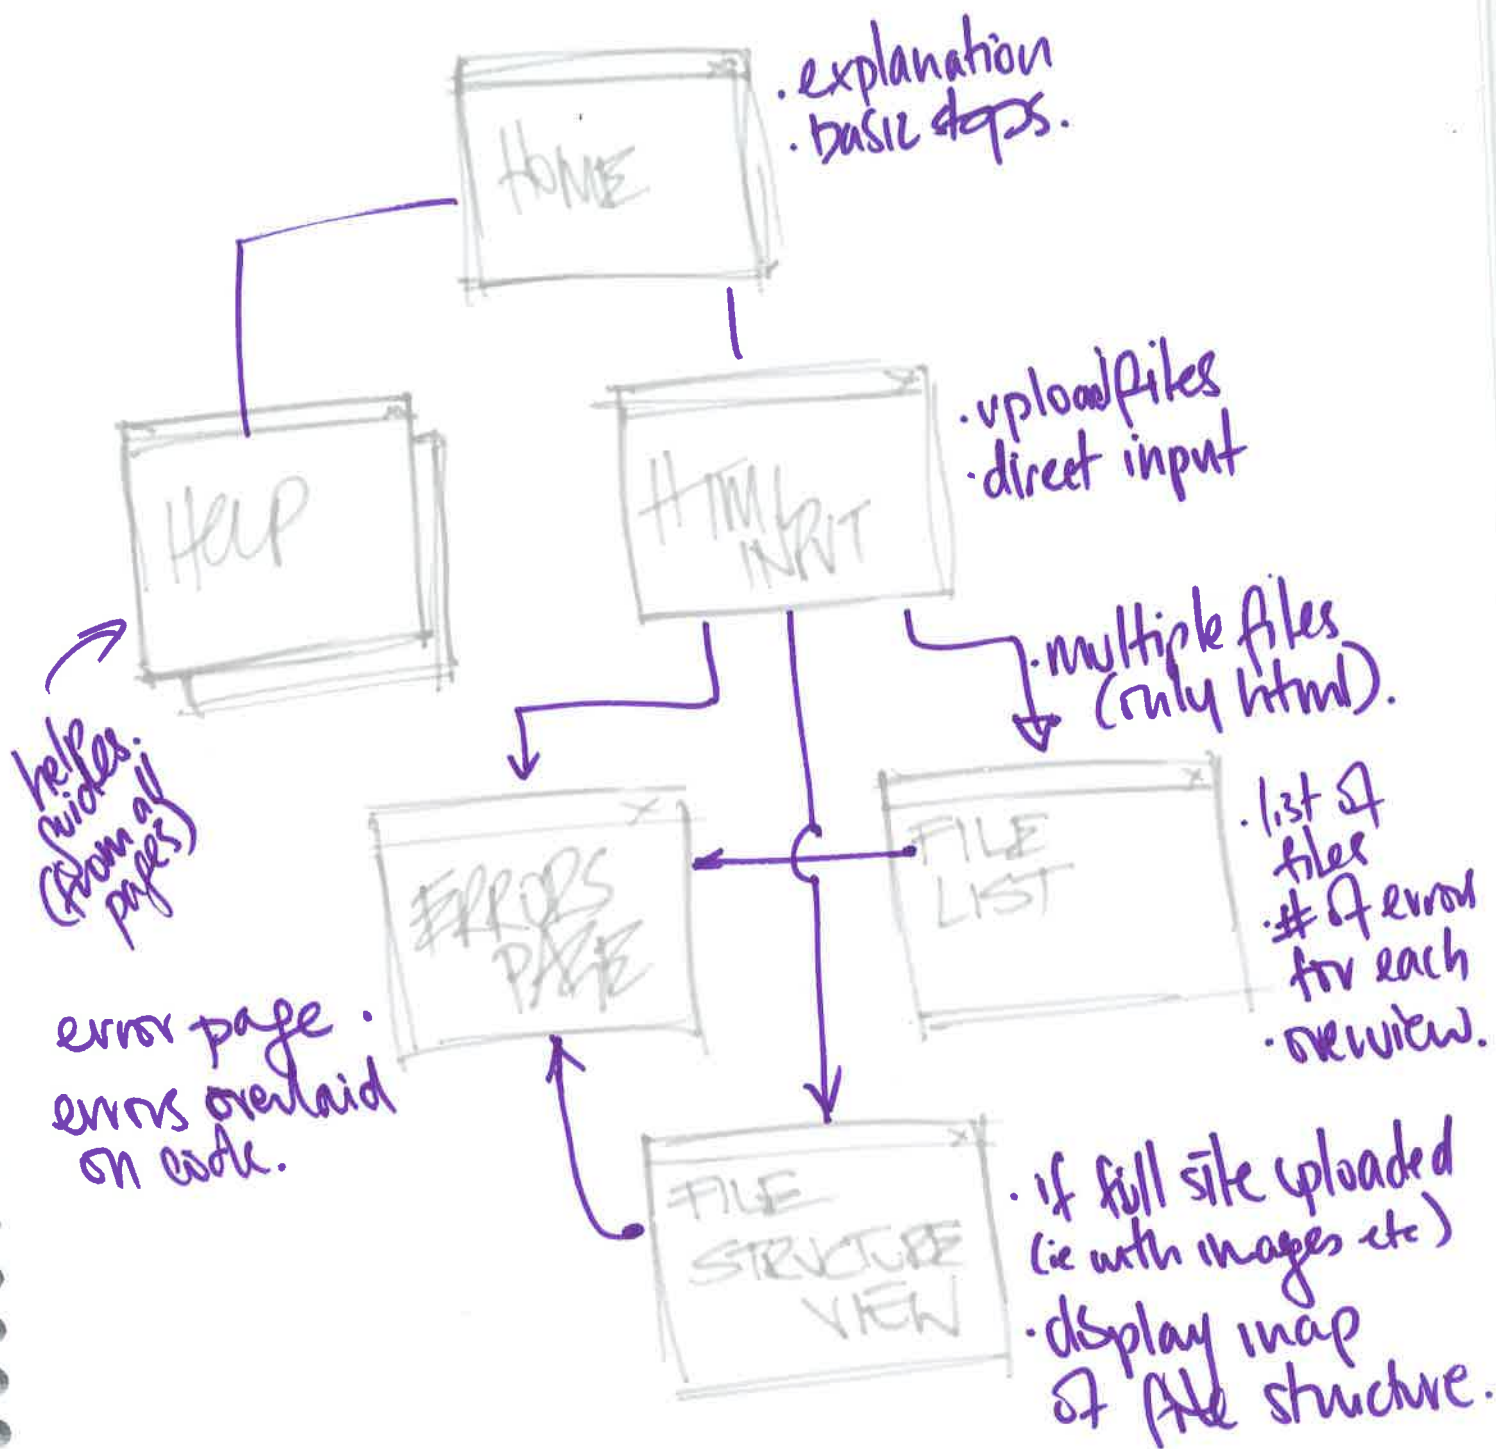 HOME
· explanation
· basic steps.
HELP
HTML
INPUT
· upload files
· direct input
· multiple files
(only html).
help
guides.
(from all
pages)
ERRORS
PAGE
FILE
LIST
· list of
files
· # of errors
for each
· overview.
error page ·
errors overlaid
on code.
FILE
STRUCTURE
VIEW
· if full site uploaded
(ie with images etc)
· display map
of file structure.